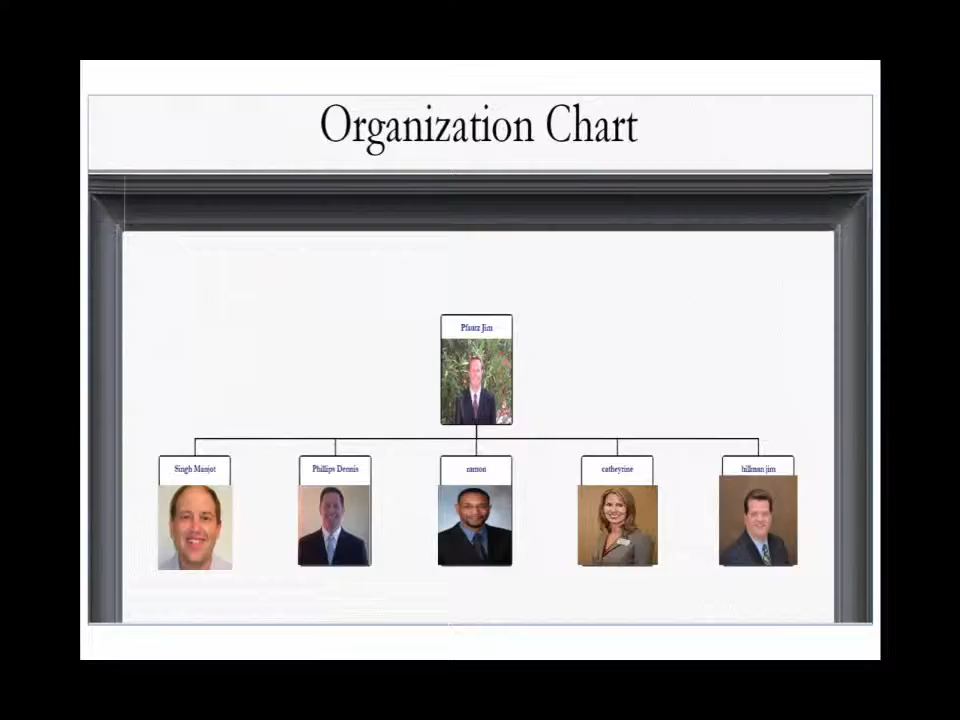 Organization Chart
Pfautz Jim
Singh Manjot
Phillips Dennis
ramon
catheyrine
hillman jim